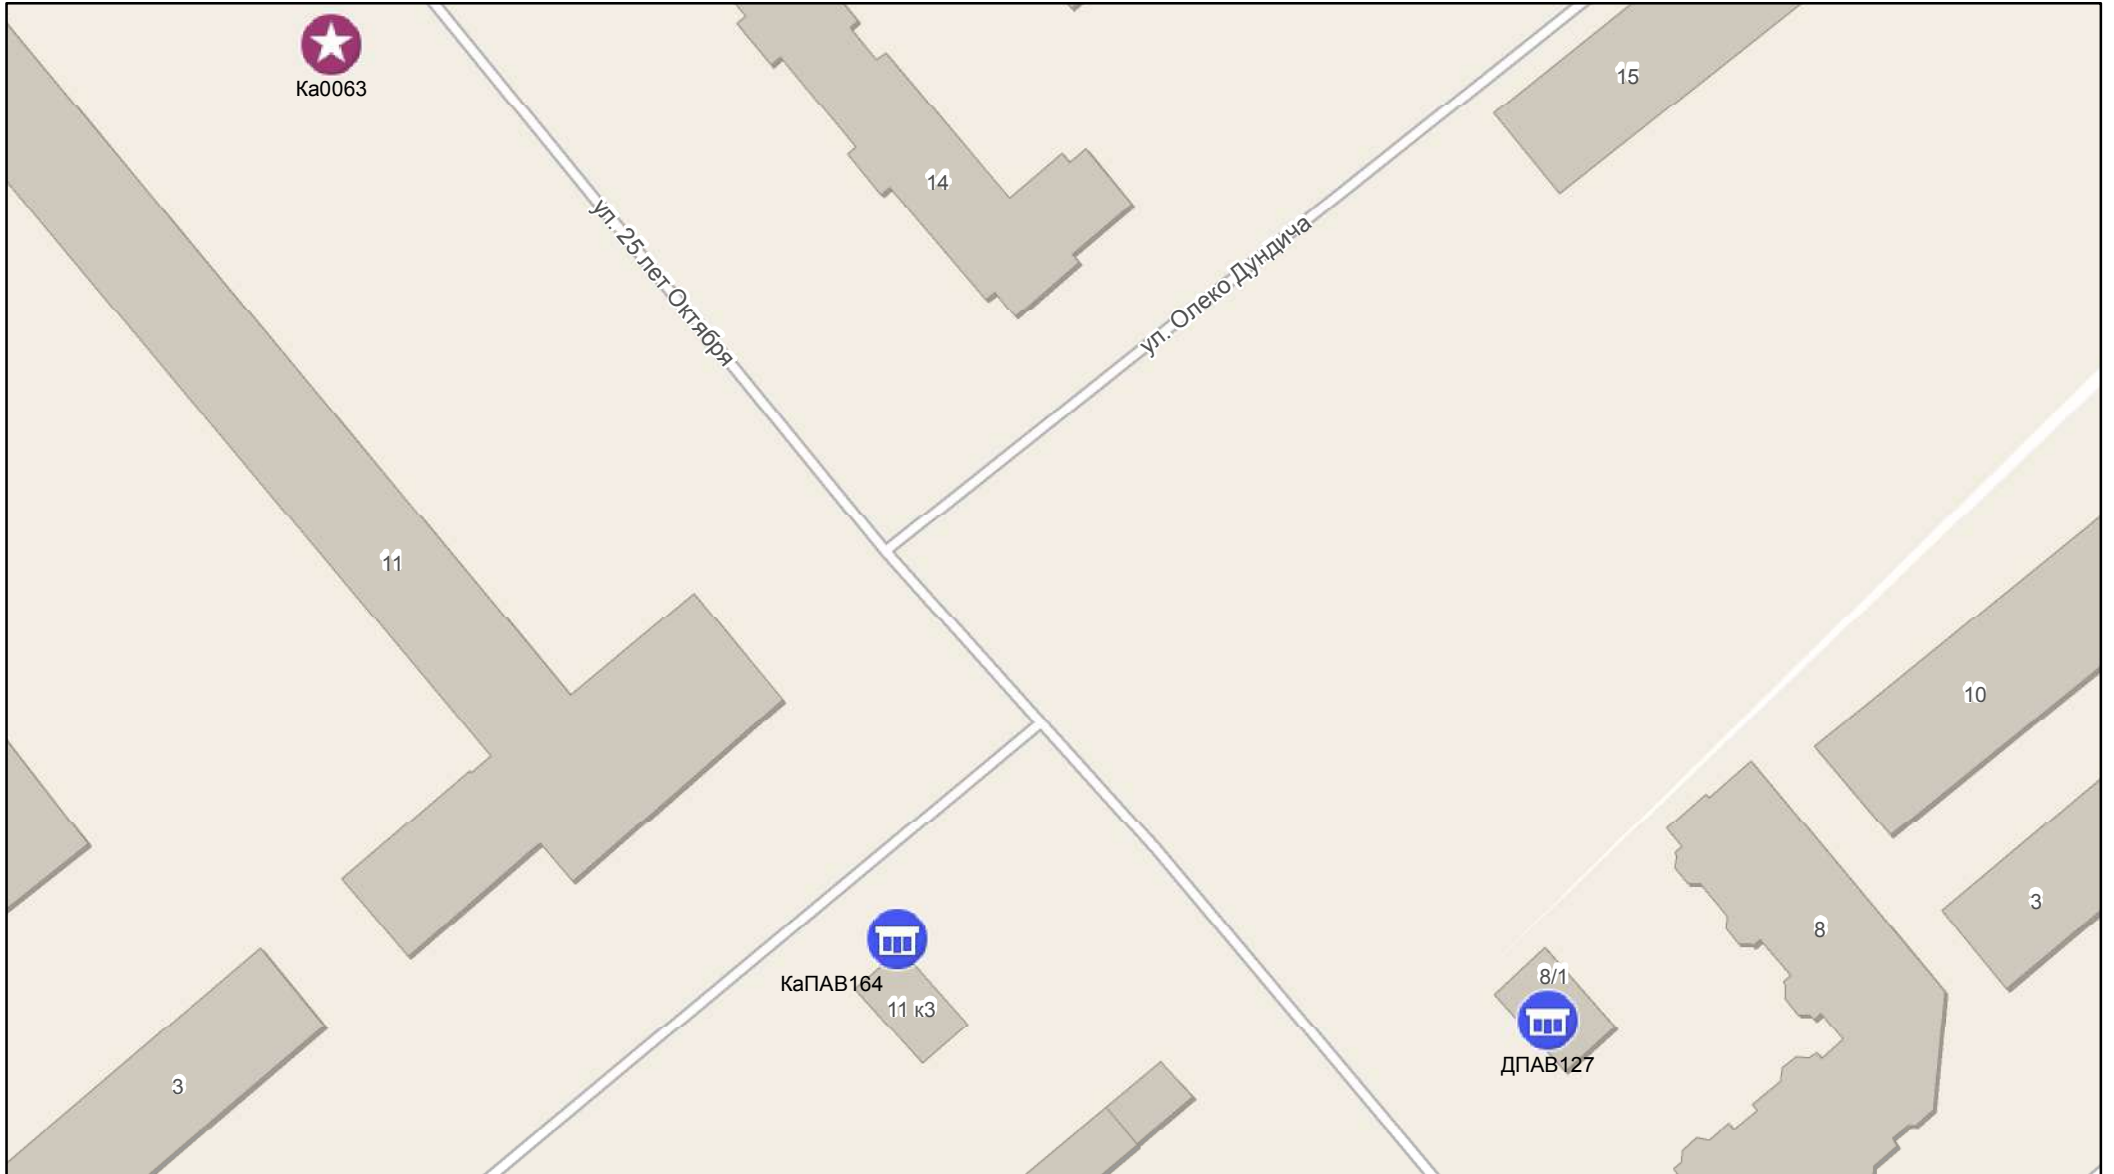 Ка0063
15
14
ул. 25 лет Октября
ул. Олеко Дундича
11
10
3
8
КаПАВ164
11 к3
8/1
ДПАВ127
3